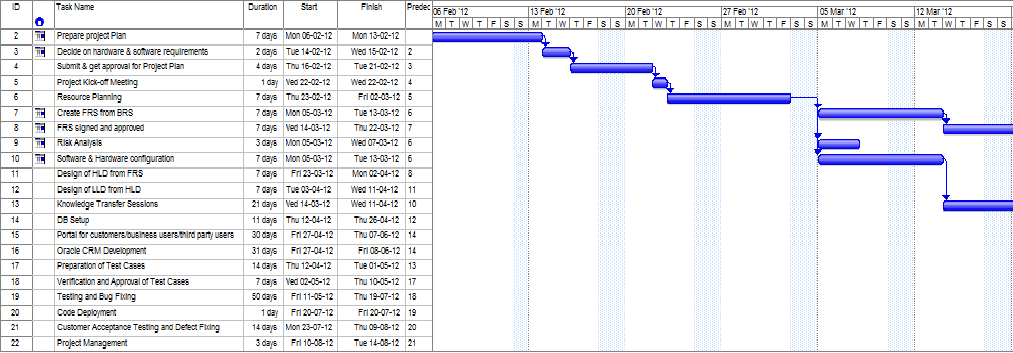 ID Task Name Duration Start Finish Predec 06 Feb '12 13 Feb '12 20 Feb '12 27 Feb '12 05 Mar '12 12 Mar '12
M T W T F S S M T W T F S S M T W T F S S M T W T F S S M T W T F S S M T W T F S S
2 Prepare project Plan 7 days Mon 06-02-12 Mon 13-02-12
3 Decide on hardware & software requirements 2 days Tue 14-02-12 Wed 15-02-12 2
4 Submit & get approval for Project Plan 4 days Thu 16-02-12 Tue 21-02-12 3
5 Project Kick-off Meeting 1 day Wed 22-02-12 Wed 22-02-12 4
6 Resource Planning 7 days Thu 23-02-12 Fri 02-03-12 5
7 Create FRS from BRS 7 days Mon 05-03-12 Tue 13-03-12 6
8 FRS signed and approved 7 days Wed 14-03-12 Thu 22-03-12 7
9 Risk Analysis 3 days Mon 05-03-12 Wed 07-03-12 6
10 Software & Hardware configuration 7 days Mon 05-03-12 Tue 13-03-12 6
11 Design of HLD from FRS 7 days Fri 23-03-12 Mon 02-04-12 8
12 Design of LLD from HLD 7 days Tue 03-04-12 Wed 11-04-12 11
13 Knowledge Transfer Sessions 21 days Wed 14-03-12 Wed 11-04-12 10
14 DB Setup 11 days Thu 12-04-12 Thu 26-04-12 12
15 Portal for customers/business users/third party users 30 days Fri 27-04-12 Thu 07-06-12 14
16 Oracle CRM Development 31 days Fri 27-04-12 Fri 08-06-12 14
17 Preparation of Test Cases 14 days Thu 12-04-12 Tue 01-05-12 13
18 Verification and Approval of Test Cases 7 days Wed 02-05-12 Thu 10-05-12 17
19 Testing and Bug Fixing 50 days Fri 11-05-12 Thu 19-07-12 18
20 Code Deployment 1 day Fri 20-07-12 Fri 20-07-12 19
21 Customer Acceptance Testing and Defect Fixing 14 days Mon 23-07-12 Thu 09-08-12 20
22 Project Management 3 days Fri 10-08-12 Tue 14-08-12 21